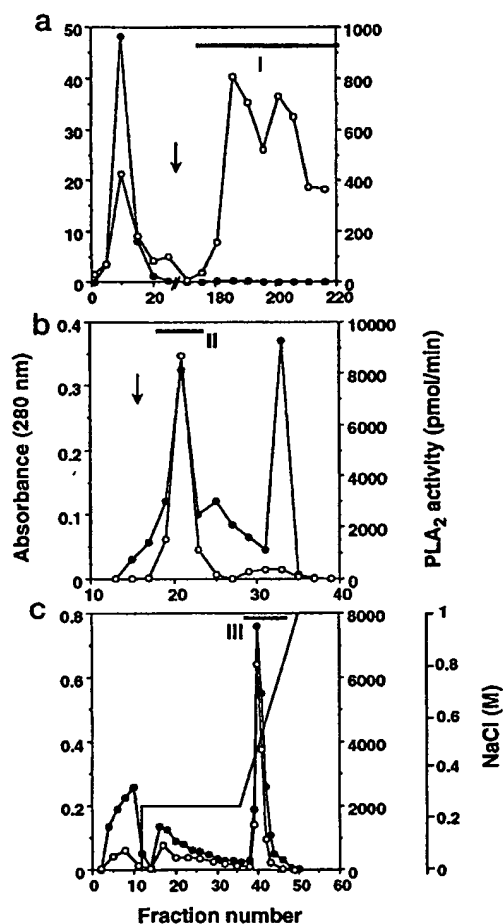 a
50 1000
40 800
I
30 600
20 400
10 200
0 0
0 20 180 200 220
b
0.4 10000
II
0.3 8000
6000
0.2
4000
0.1
2000
0 0
10 20 30 40
Absorbance (280 nm)
PLA2 activity (pmol/min)
c
0.8 8000 1
III
0.6 6000 0.8
0.6
0.4 4000
0.4
0.2 2000
0.2
0 0 0
0 10 20 30 40 50 60
NaCl (M)
Fraction number